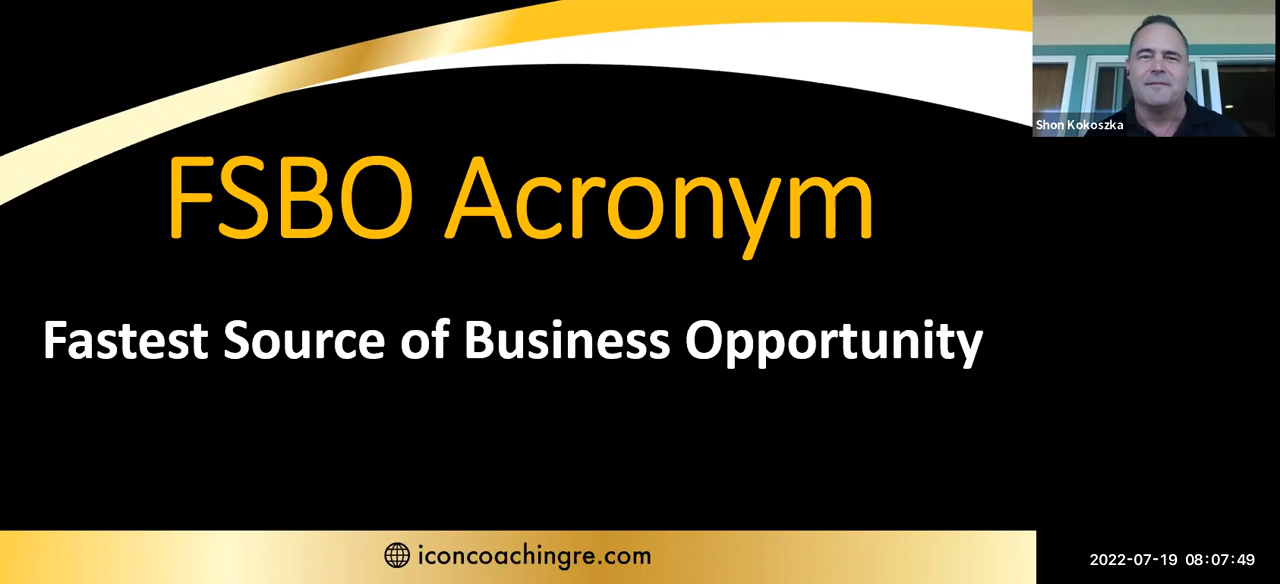 FSBO Acronym
Shon Kokoszka
Fastest Source of Business Opportunity
iconcoachingre.com
2022-07-19 08:07:49